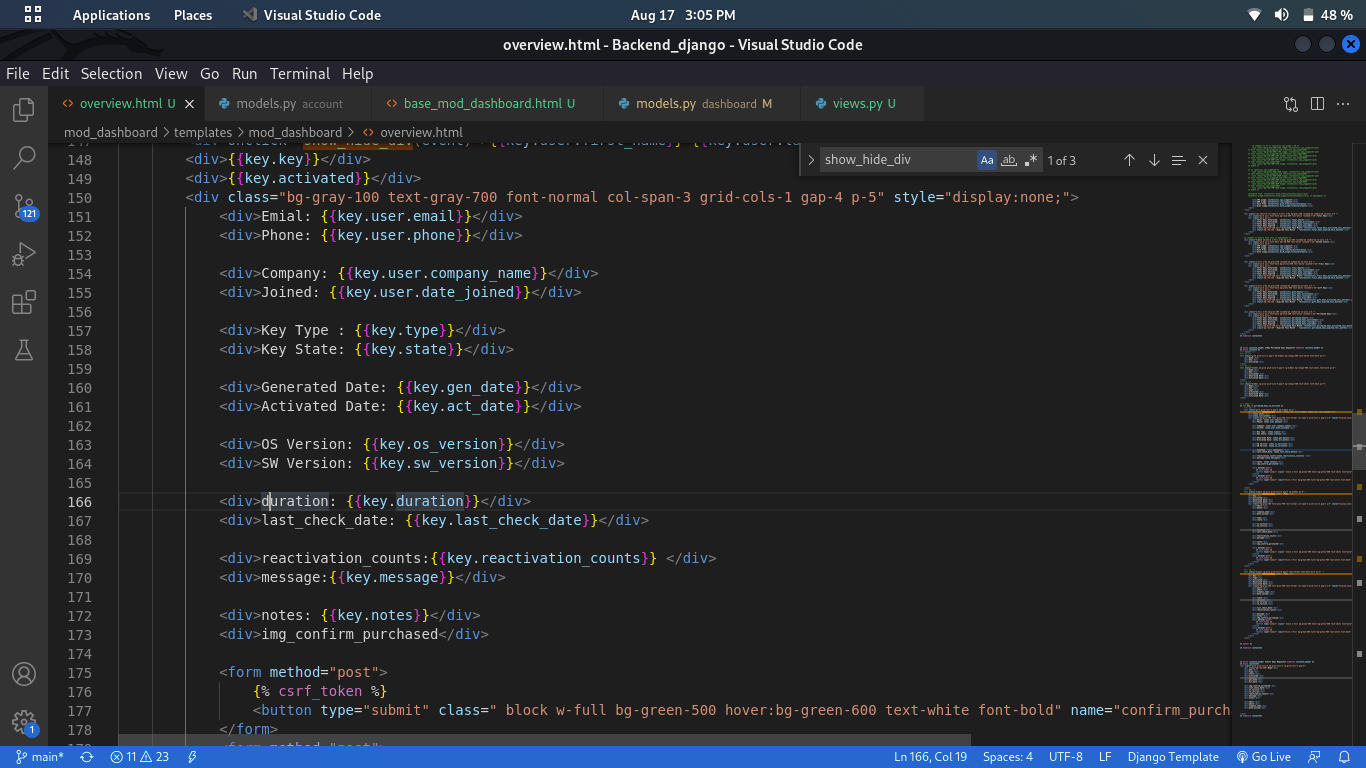 Applications Places Visual Studio Code Aug 17 3:05 PM 48 %
overview.html - Backend_django - Visual Studio Code
File Edit Selection View Go Run Terminal Help
overview.html U models.py account base_mod_dashboard.html U models.py dashboard M views.py U
mod_dashboard > templates > mod_dashboard > overview.html
show_hide_div Aa ab 1 of 3
148 <div>{{key.key}}</div>
149 <div>{{key.activated}}</div>
150 <div class="bg-gray-100 text-gray-700 font-normal col-span-3 grid-cols-1 gap-4 p-5" style="display:none;">
151 <div>Emial: {{key.user.email}}</div>
152 <div>Phone: {{key.user.phone}}</div>
153
154 <div>Company: {{key.user.company_name}}</div>
155 <div>Joined: {{key.user.date_joined}}</div>
156
157 <div>Key Type : {{key.type}}</div>
158 <div>Key State: {{key.state}}</div>
159
160 <div>Generated Date: {{key.gen_date}}</div>
161 <div>Activated Date: {{key.act_date}}</div>
162
163 <div>OS Version: {{key.os_version}}</div>
164 <div>SW Version: {{key.sw_version}}</div>
165
166 <div>duration: {{key.duration}}</div>
167 <div>last_check_date: {{key.last_check_date}}</div>
168
169 <div>reactivation_counts:{{key.reactivation_counts}} </div>
170 <div>message:{{key.message}}</div>
171
172 <div>notes: {{key.notes}}</div>
173 <div>img_confirm_purchased</div>
174
175 <form method="post">
176 {% csrf_token %}
177 <button type="submit" class=" block w-full bg-green-500 hover:bg-green-600 text-white font-bold" name="confirm_purch
178 </form>
121
1
main* 11 23 Ln 166, Col 19 Spaces: 4 UTF-8 LF Django Template Go Live